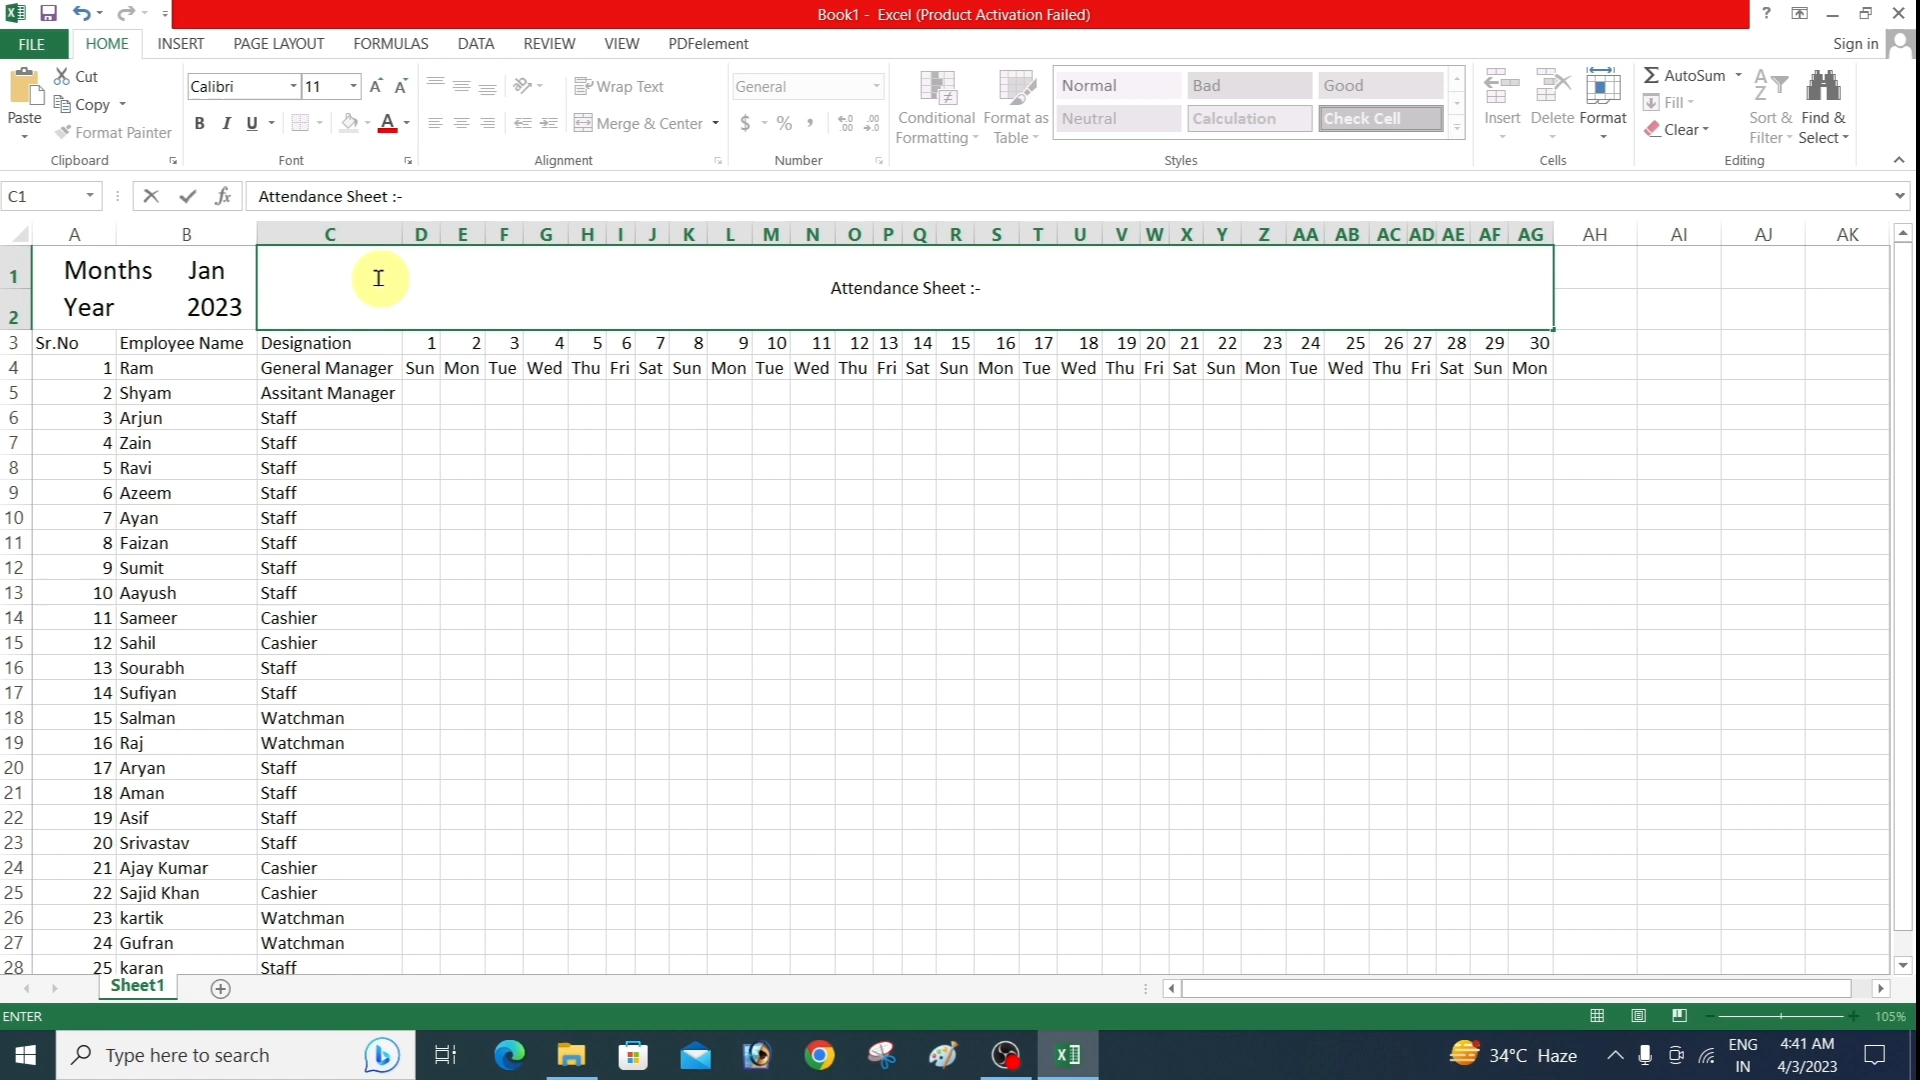 Book1 - Excel (Product Activation Failed)
FILE HOME INSERT PAGE LAYOUT FORMULAS DATA REVIEW VIEW PDFelement Sign in
Paste Cut Copy Format Painter Clipboard
Calibri 11 B I U A Font
Wrap Text Merge & Center Alignment
General $ % , Number
Conditional Formatting Format as Table Normal Bad Good Neutral Calculation Check Cell Styles
Insert Delete Format Cells
AutoSum Fill Clear Sort & Filter Find & Select Editing
C1 fx Attendance Sheet :-
A B C D E F G H I J K L M N O P Q R S T U V W X Y Z AA AB AC AD AE AF AG AH AI AJ AK
1 Months Jan Attendance Sheet :-
2 Year 2023
3 Sr.No Employee Name Designation 1 2 3 4 5 6 7 8 9 10 11 12 13 14 15 16 17 18 19 20 21 22 23 24 25 26 27 28 29 30
4 1 Ram General Manager Sun Mon Tue Wed Thu Fri Sat Sun Mon Tue Wed Thu Fri Sat Sun Mon Tue Wed Thu Fri Sat Sun Mon Tue Wed Thu Fri Sat Sun Mon
5 2 Shyam Assitant Manager
6 3 Arjun Staff
7 4 Zain Staff
8 5 Ravi Staff
9 6 Azeem Staff
10 7 Ayan Staff
11 8 Faizan Staff
12 9 Sumit Staff
13 10 Aayush Staff
14 11 Sameer Cashier
15 12 Sahil Cashier
16 13 Sourabh Staff
17 14 Sufiyan Staff
18 15 Salman Watchman
19 16 Raj Watchman
20 17 Aryan Staff
21 18 Aman Staff
22 19 Asif Staff
23 20 Srivastav Staff
24 21 Ajay Kumar Cashier
25 22 Sajid Khan Cashier
26 23 kartik Watchman
27 24 Gufran Watchman
28 25 karan Staff
Sheet1
ENTER 105%
Type here to search 34°C Haze ENG IN 4:41 AM 4/3/2023